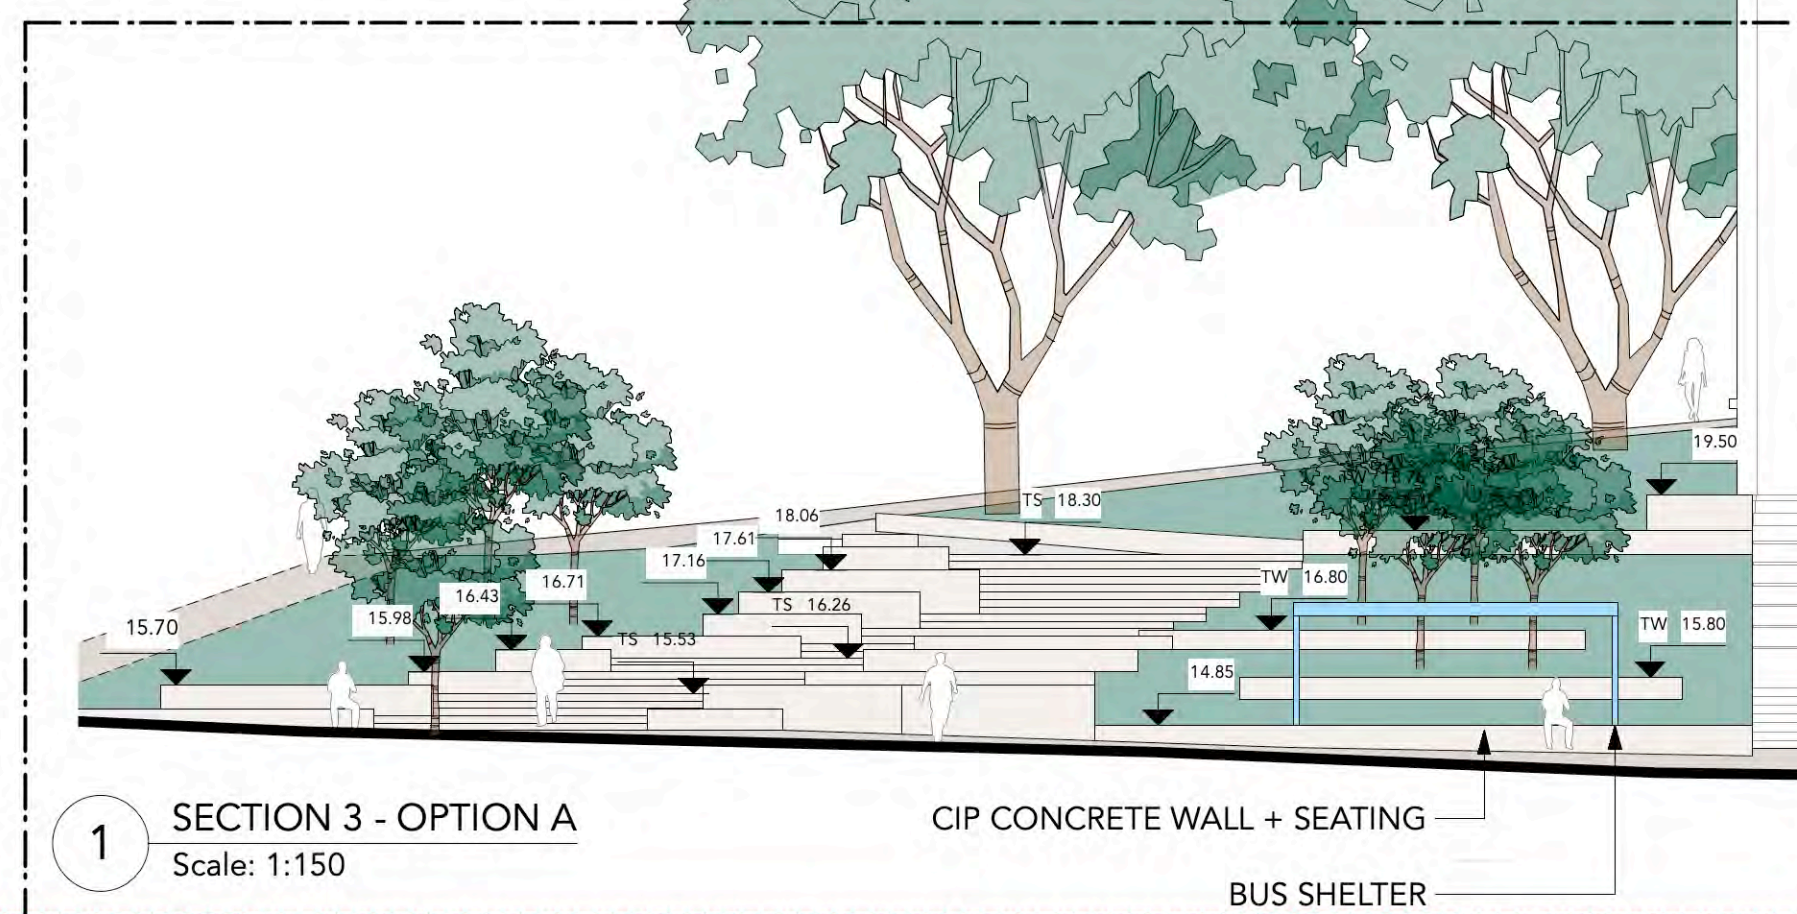 19.50
TS 18.30
18.06
17.61
17.16
TW 16.80
16.71
16.43
TS 16.26
15.98
15.70
TS 15.53
TW 15.80
14.85
1
SECTION 3 - OPTION A
Scale: 1:150
CIP CONCRETE WALL + SEATING
BUS SHELTER